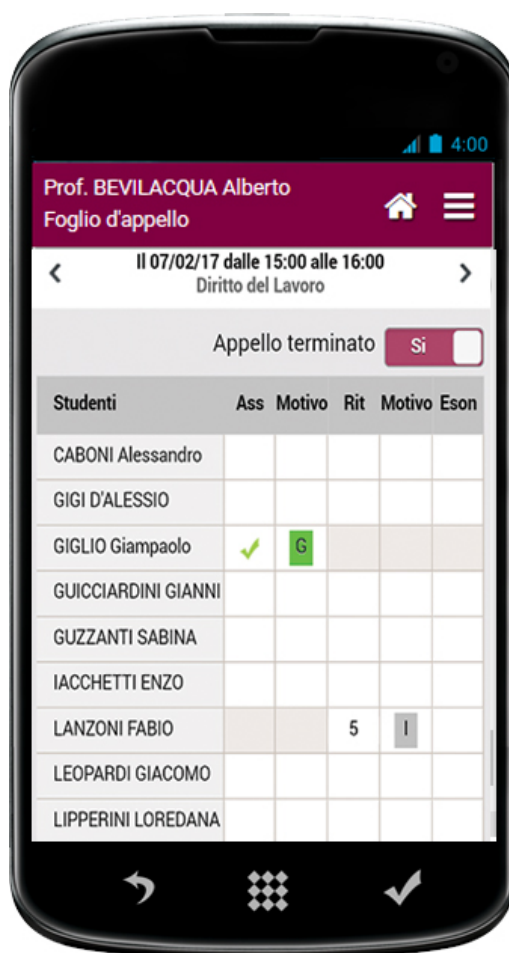 4:00
Prof. BEVILACQUA Alberto
Foglio d'appello
Il 07/02/17 dalle 15:00 alle 16:00
Diritto del Lavoro
Appello terminato Si
Studenti Ass Motivo Rit Motivo Eson
CABONI Alessandro
GIGI D'ALESSIO
GIGLIO Giampaolo G
GUICCIARDINI GIANNI
GUZZANTI SABINA
IACCHETTI ENZO
LANZONI FABIO 5 I
LEOPARDI GIACOMO
LIPPERINI LOREDANA